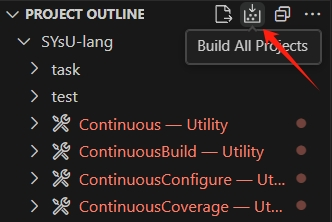 PROJECT OUTLINE
SYsU-lang
Build All Projects
task
test
Continuous — Utility
ContinuousBuild — Utility
ContinuousConfigure — Ut...
ContinuousCoverage — Ut...